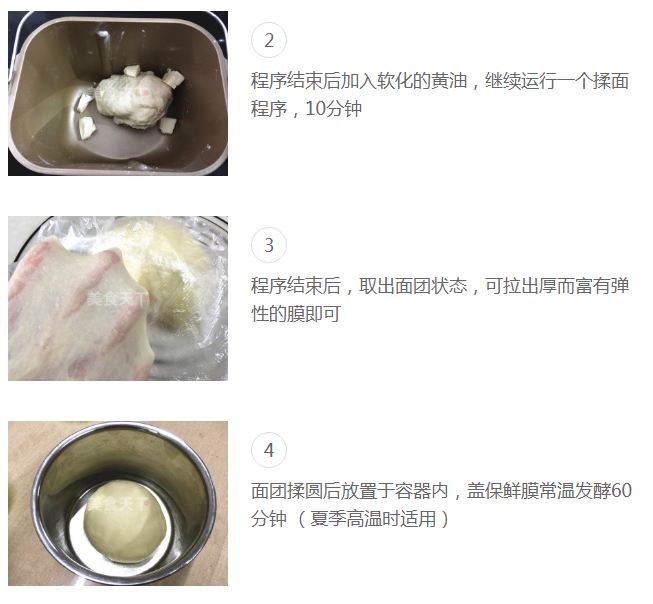 美食天下
2
程序结束后加入软化的黄油，继续运行一个揉面
程序，10分钟
美食天下
3
程序结束后，取出面团状态，可拉出厚而富有弹
性的膜即可
美食天下
4
面团揉圆后放置于容器内，盖保鲜膜常温发酵60
分钟 （夏季高温时适用）